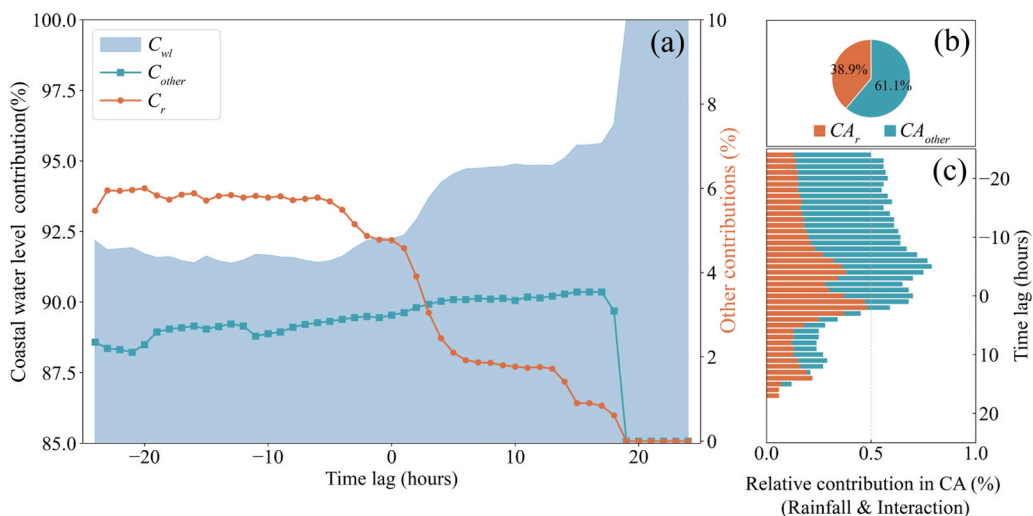 100.0
97.5
95.0
92.5
90.0
87.5
85.0
Coastal water level contribution(%)
C_wl
C_other
C_r
(a)
10
8
6
4
2
0
Other contributions (%)
−20
−10
0
10
20
Time lag (hours)
(b)
38.9%
61.1%
CA_r
CA_other
(c)
−20
−10
0
10
20
Time lag (hours)
0.0
0.5
1.0
Relative contribution in CA (%)
(Rainfall & Interaction)